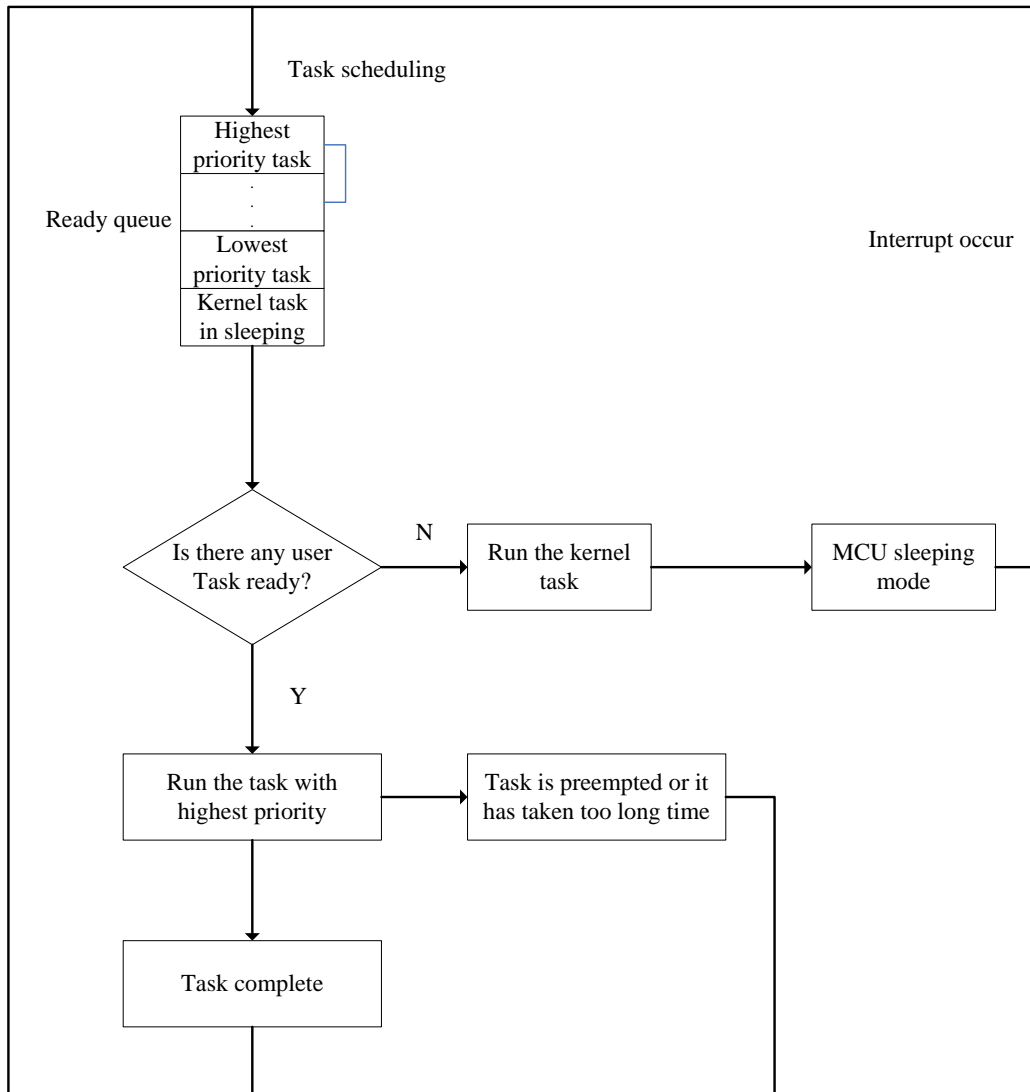 Task scheduling
Highest
priority task
.
.
.
Ready queue
Lowest
priority task
Kernel task
in sleeping
Interrupt occur
Is there any user
Task ready?
N
Run the kernel
task
MCU sleeping
mode
Y
Run the task with
highest priority
Task is preempted or it
has taken too long time
Task complete